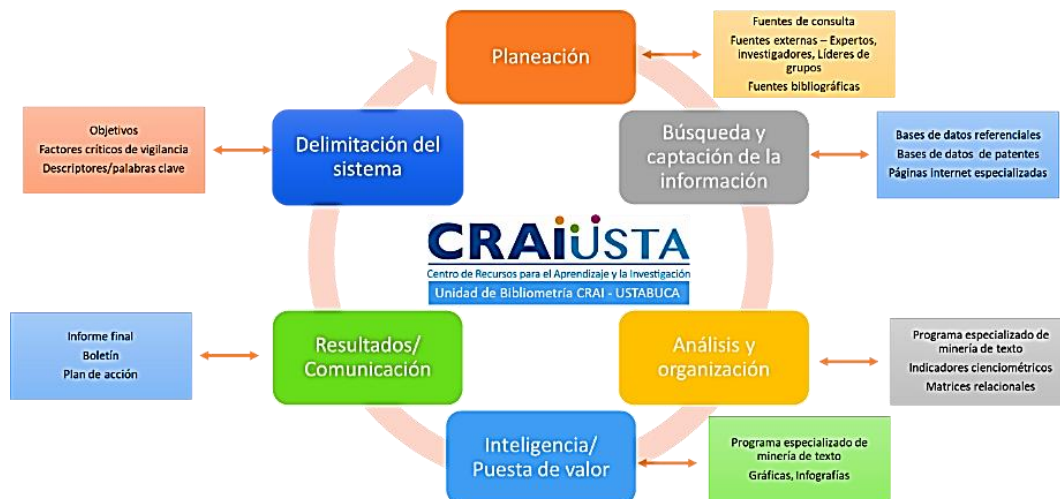 Planeación
Fuentes de consulta
Fuentes externas – Expertos,
investigadores, Líderes de
grupos
Fuentes bibliográficas
Objetivos
Factores críticos de vigilancia
Descriptores/palabras clave
Delimitación del
sistema
Búsqueda y
captación de la
información
Bases de datos referenciales
Bases de datos de patentes
Páginas internet especializadas
CRAIUSTA
Centro de Recursos para el Aprendizaje y la Investigación
Unidad de Bibliometría CRAI - USTABUCA
Informe final
Boletín
Plan de acción
Resultados/
Comunicación
Análisis y
organización
Programa especializado de
minería de texto
Indicadores cienciométricos
Matrices relacionales
Inteligencia/
Puesta de valor
Programa especializado de
minería de texto
Gráficas, Infografías